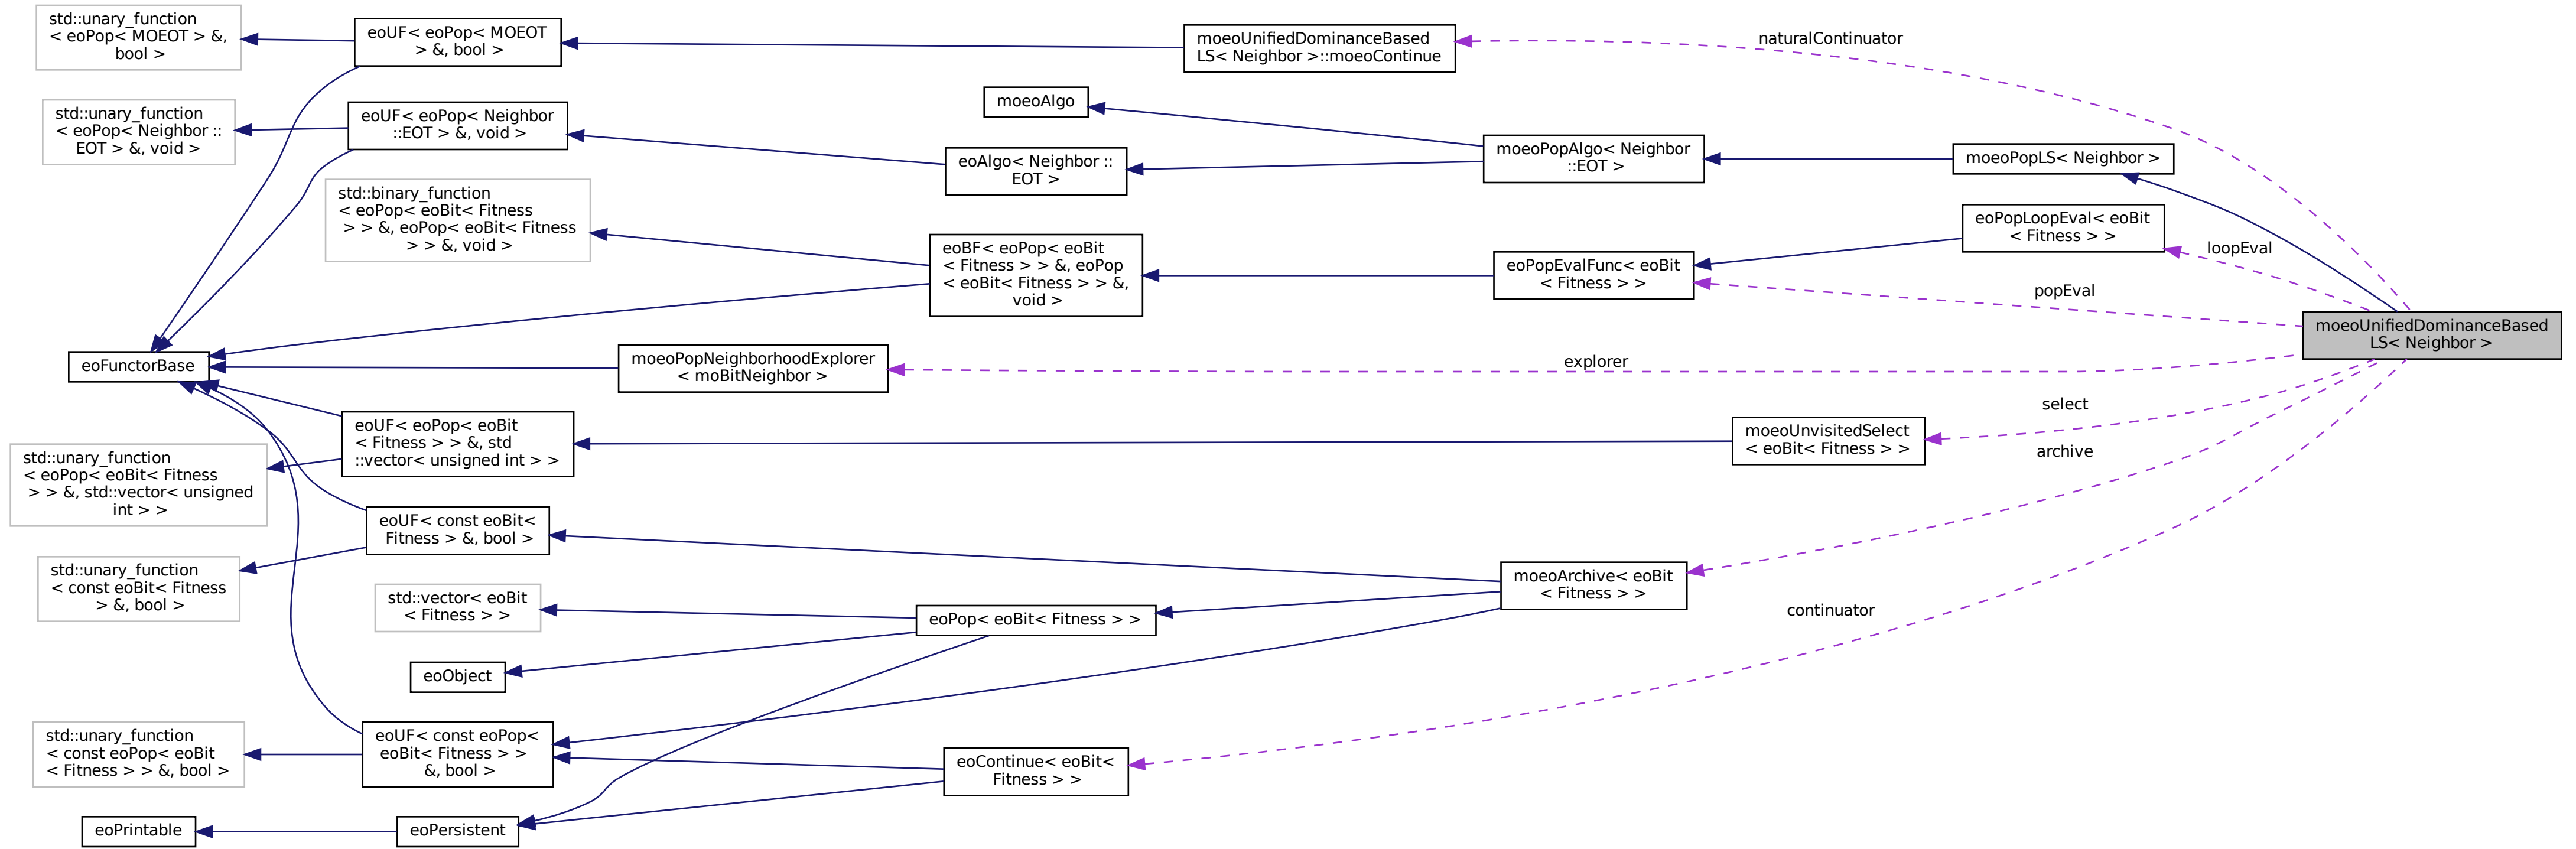 std::unary_function
< eoPop< MOEOT > &,
bool >
eoUF< eoPop< MOEOT
> &, bool >
moeoUnifiedDominanceBased
LS< Neighbor >::moeoContinue
naturalContinuator
moeoAlgo
std::unary_function
< eoPop< Neighbor ::
EOT > &, void >
eoUF< eoPop< Neighbor
::EOT > &, void >
eoAlgo< Neighbor ::
EOT >
moeoPopAlgo< Neighbor
::EOT >
moeoPopLS< Neighbor >
std::binary_function
< eoPop< eoBit< Fitness
> > &, eoPop< eoBit< Fitness
> > &, void >
eoBF< eoPop< eoBit
< Fitness > > &, eoPop
< eoBit< Fitness > > &,
void >
eoPopEvalFunc< eoBit
< Fitness > >
eoPopLoopEval< eoBit
< Fitness > >
loopEval
popEval
moeoUnifiedDominanceBased
LS< Neighbor >
eoFunctorBase
moeoPopNeighborhoodExplorer
< moBitNeighbor >
explorer
eoUF< eoPop< eoBit
< Fitness > > &, std
::vector< unsigned int > >
moeoUnvisitedSelect
< eoBit< Fitness > >
select
archive
std::unary_function
< eoPop< eoBit< Fitness
> > &, std::vector< unsigned
int > >
eoUF< const eoBit<
Fitness > &, bool >
std::unary_function
< const eoBit< Fitness
> &, bool >
std::vector< eoBit
< Fitness > >
eoPop< eoBit< Fitness > >
moeoArchive< eoBit
< Fitness > >
continuator
eoObject
std::unary_function
< const eoPop< eoBit
< Fitness > > &, bool >
eoUF< const eoPop<
eoBit< Fitness > >
&, bool >
eoContinue< eoBit<
Fitness > >
eoPrintable
eoPersistent